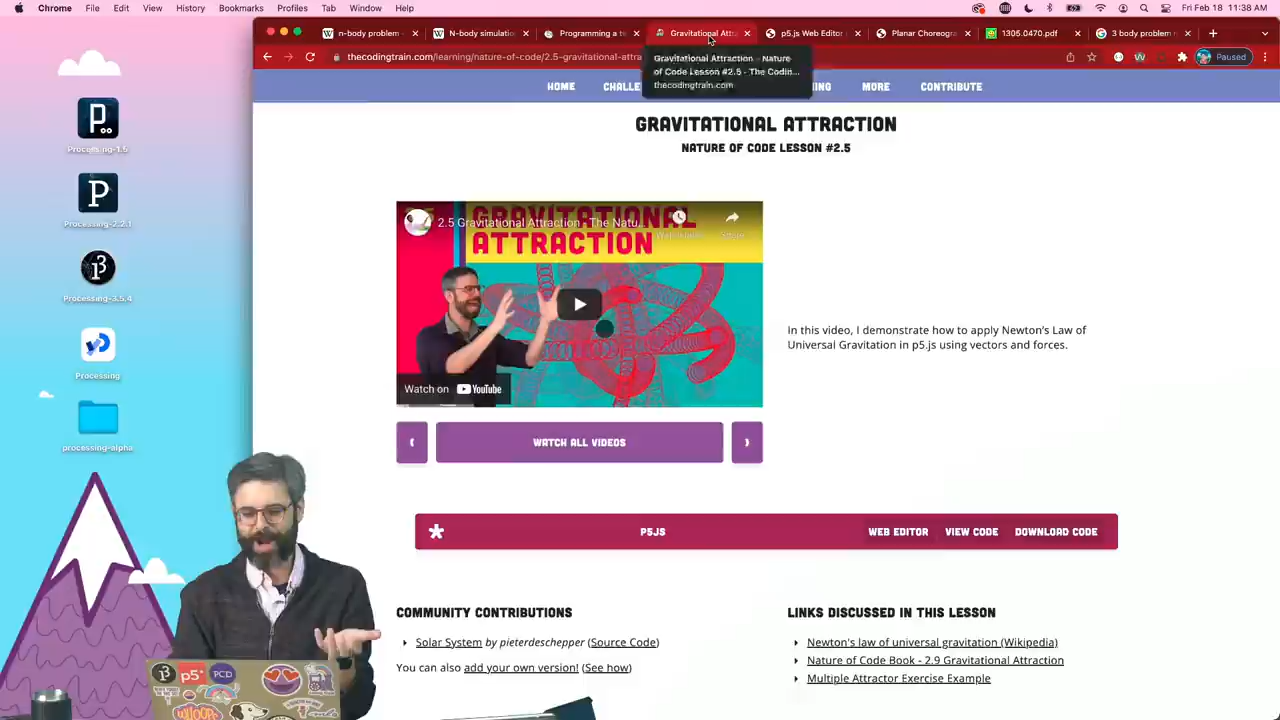 Chrome File Edit View History Bookmarks Profiles Tab Window Help
Fri Feb 18 11:38 AM
n-body problem
N-body simulation
Programming a
Gravitational Attra
p5.js Web Editor
Planar Choreogra
1305.0470.pdf
3 body problem
thecodingtrain.com/learning/nature-of-code/2.5-gravitational-attra
Paused
Gravitational Attraction - Nature
of Code Lesson #2.5 - The Codin...
thecodingtrain.com
HOME
CHALLE
ING
MORE
CONTRIBUTE
GRAVITATIONAL ATTRACTION
NATURE OF CODE LESSON #2.5
Processing-1.5
Processing-2.2.1
Processing-3.5.4
Processing
processing-alpha
2.5 Gravitational Attraction - The Natu...
GRAVITATIONAL
ATTRACTION
Share
Watch on YouTube
In this video, I demonstrate how to apply Newton's Law of
Universal Gravitation in p5.js using vectors and forces.
WATCH ALL VIDEOS
P5JS
WEB EDITOR
VIEW CODE
DOWNLOAD CODE
COMMUNITY CONTRIBUTIONS
Solar System by pieterdeschepper (Source Code)
You can also add your own version! (See how)
LINKS DISCUSSED IN THIS LESSON
Newton's law of universal gravitation (Wikipedia)
Nature of Code Book - 2.9 Gravitational Attraction
Multiple Attractor Exercise Example
p5*
PCD